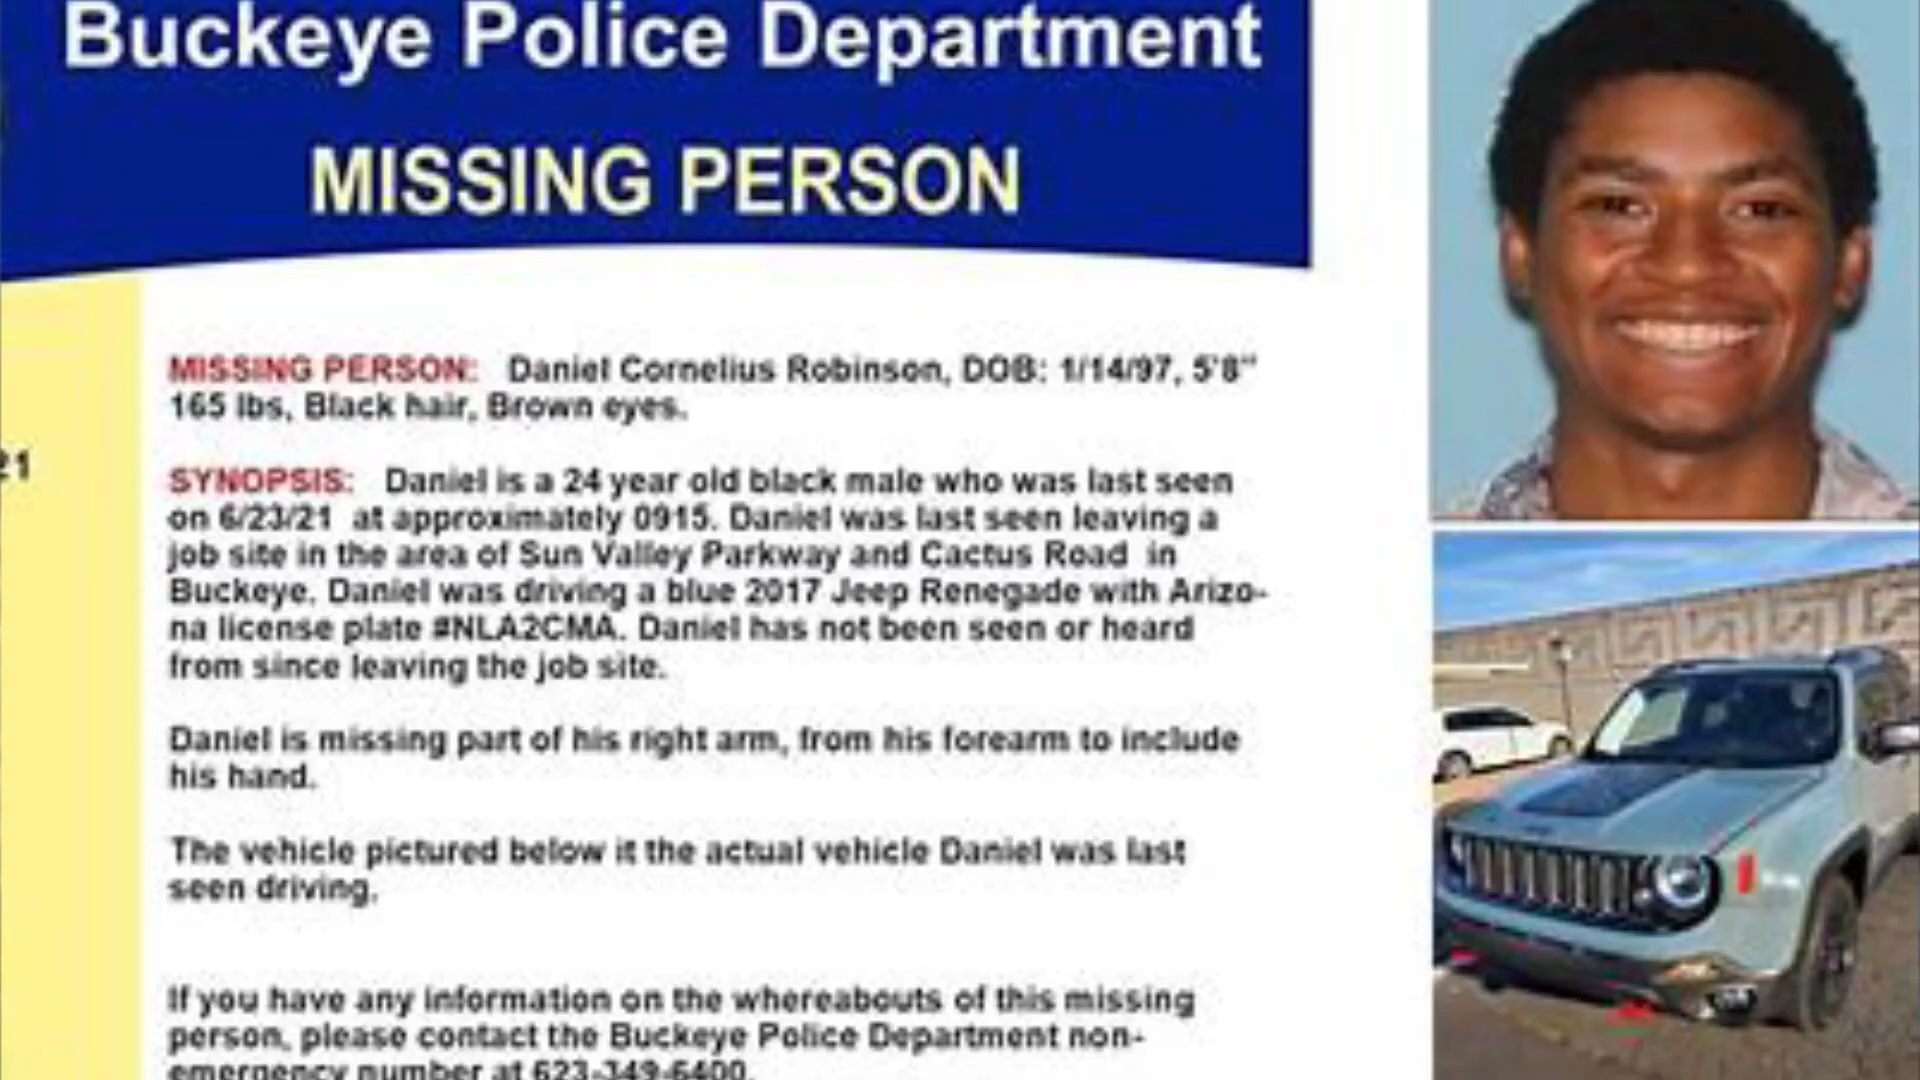 Buckeye Police Department
MISSING PERSON
MISSING PERSON: Daniel Cornelius Robinson, DOB: 1/14/97, 5'8"
165 lbs, Black hair, Brown eyes.
21
SYNOPSIS: Daniel is a 24 year old black male who was last seen
on 6/23/21 at approximately 0915. Daniel was last seen leaving a
job site in the area of Sun Valley Parkway and Cactus Road in
Buckeye. Daniel was driving a blue 2017 Jeep Renegade with Arizo-
na license plate #NLA2CMA. Daniel has not been seen or heard
from since leaving the job site.
Daniel is missing part of his right arm, from his forearm to include
his hand.
The vehicle pictured below it the actual vehicle Daniel was last
seen driving.
If you have any information on the whereabouts of this missing
person, please contact the Buckeye Police Department non-
emergency number at 623-349-6400.